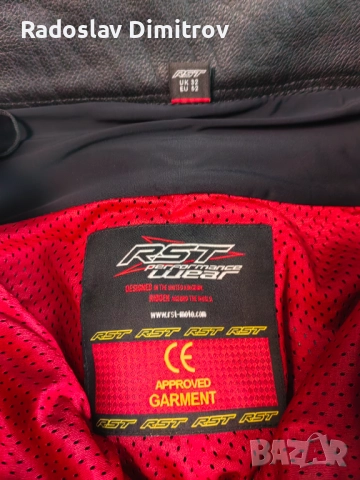 Radoslav Dimitrov
RST
UK 32
EU 52
RST
performance
wear
DESIGNED IN THE UNITED KINGDOM,
RIDDEN AROUND THE WORLD.
www.rst-moto.com
RST RST RST RST
CE
APPROVED
GARMENT
RST RST RST RST
BAZAR